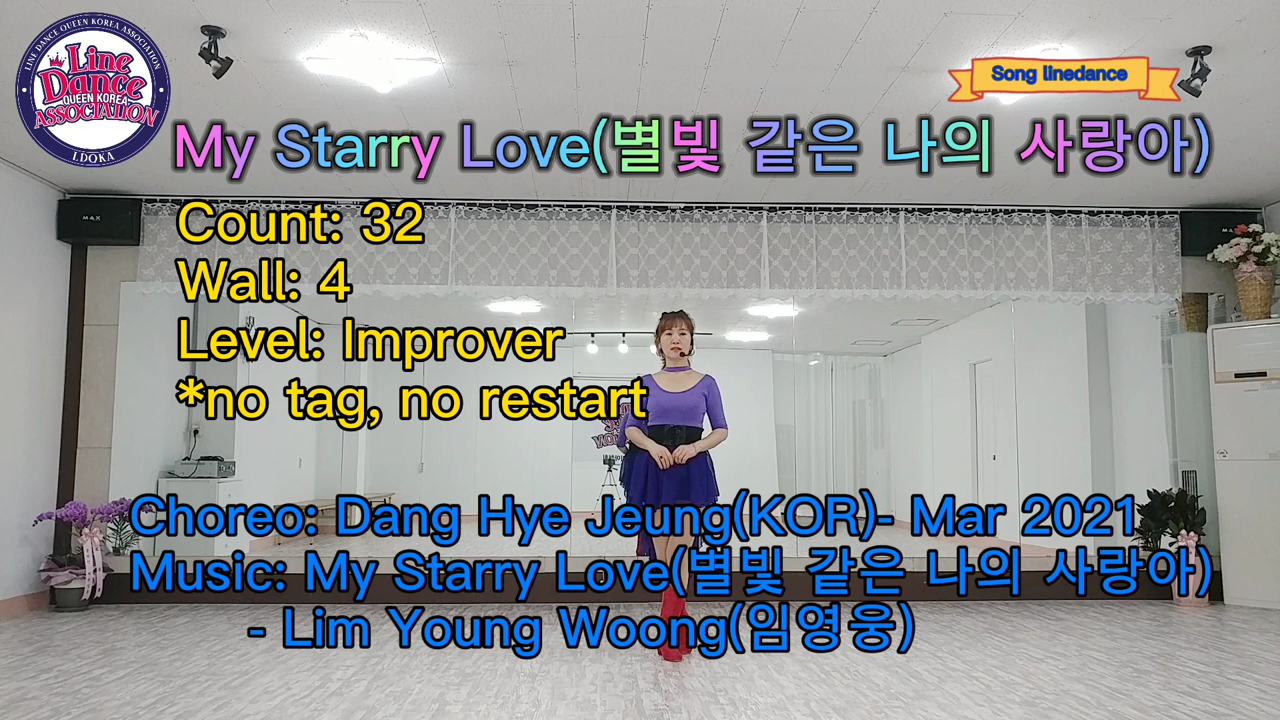 LINE DANCE QUEEN KOREA ASSOCIATION
Line
Dance
QUEEN KOREA
ASSOCIATION
LDOKA
Song linedance
My Starry Love(별빛 같은 나의 사랑아)
MAX
Count: 32
Wall: 4
Level: Improver
*no tag, no restart
Choreo: Dang Hye Jeung(KOR)- Mar 2021
Music: My Starry Love(별빛 같은 나의 사랑아)
- Lim Young Woong(임영웅)